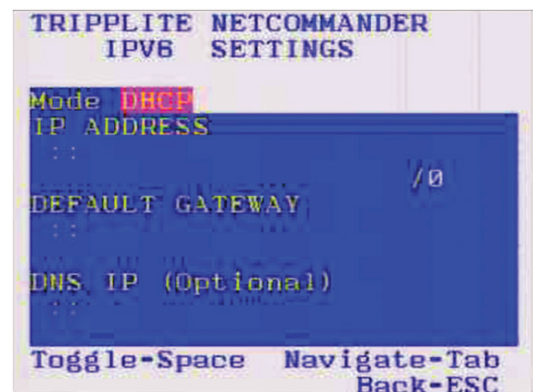 TRIPPLITE NETCOMMANDER
IPV6 SETTINGS
Mode DHCP
IP ADDRESS
::
/0
DEFAULT GATEWAY
::
DNS IP (Optional)
::
Toggle-Space Navigate-Tab
Back-ESC